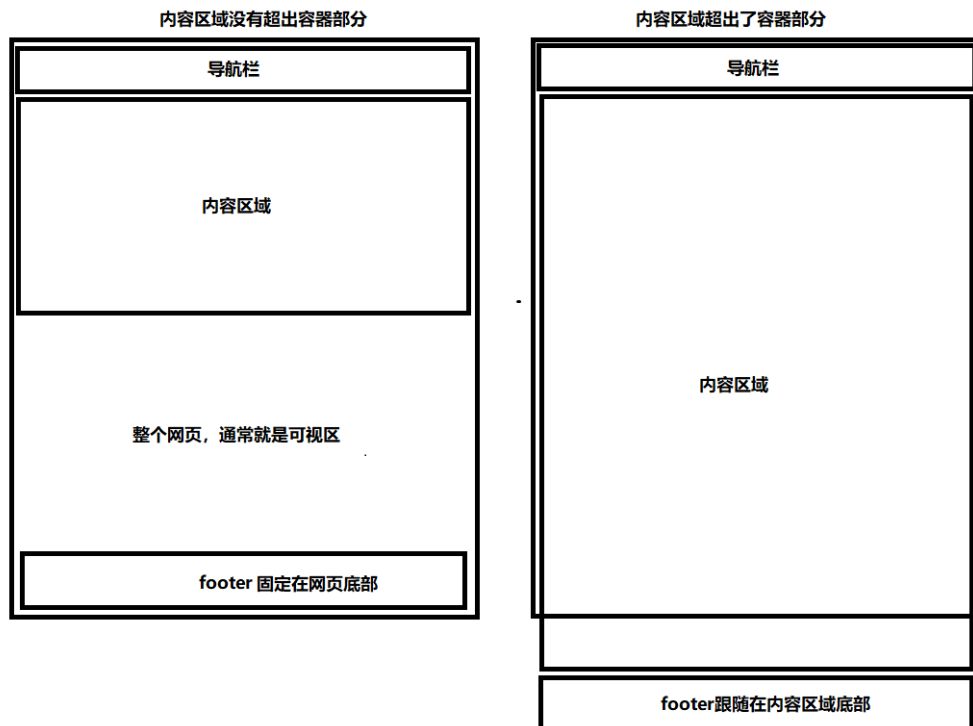 内容区域没有超出容器部分
导航栏
内容区域
整个网页，通常就是可视区
footer 固定在网页底部
内容区域超出了容器部分
导航栏
内容区域
footer跟随在内容区域底部